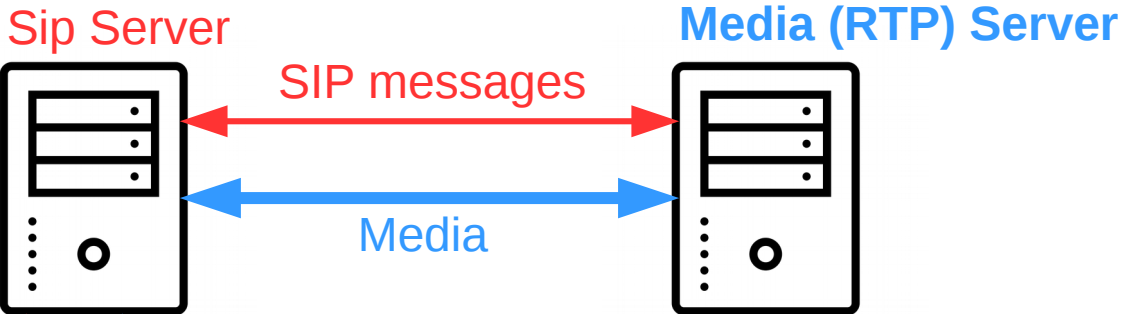 Sip Server
Media (RTP) Server
SIP messages
Media